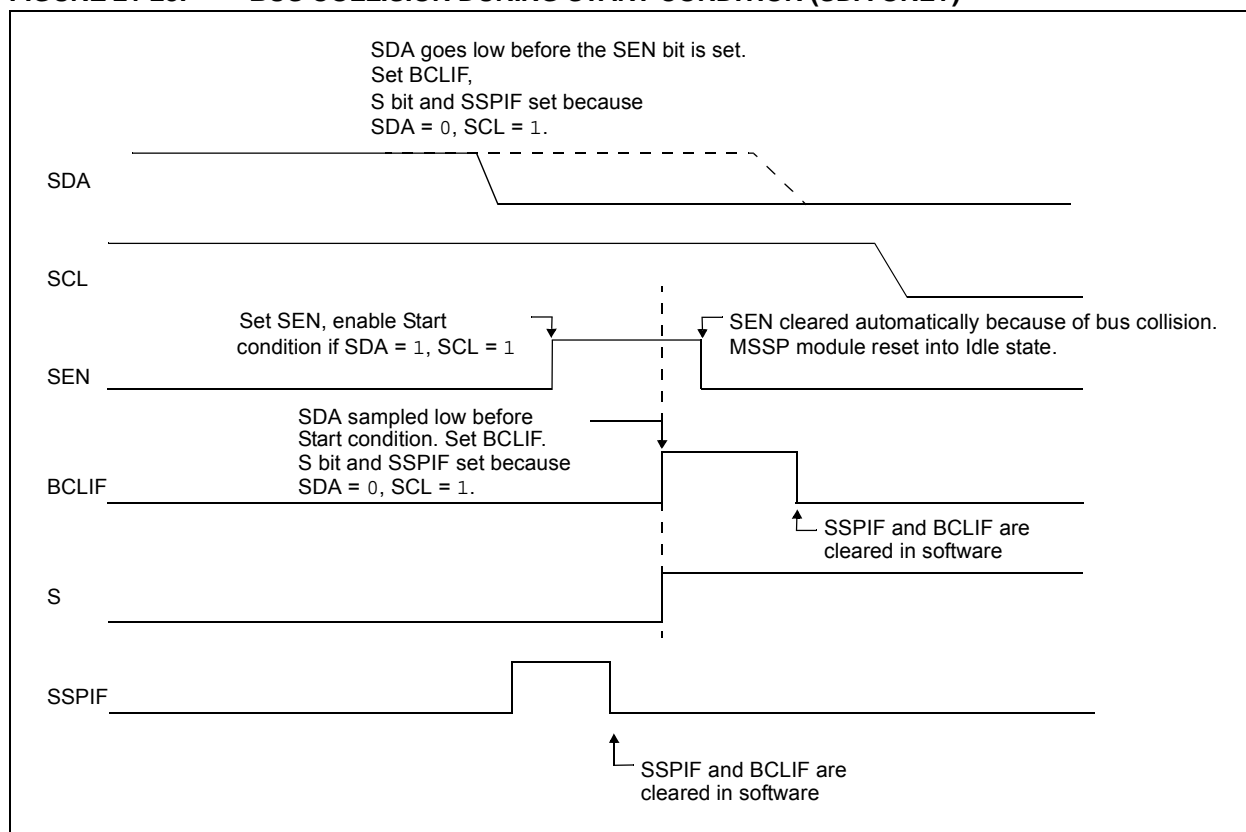 SDA goes low before the SEN bit is set.
Set BCLIF,
S bit and SSPIF set because
SDA = 0, SCL = 1.
SDA
SCL
Set SEN, enable Start
condition if SDA = 1, SCL = 1
SEN cleared automatically because of bus collision.
MSSP module reset into Idle state.
SEN
SDA sampled low before
Start condition. Set BCLIF.
S bit and SSPIF set because
SDA = 0, SCL = 1.
BCLIF
SSPIF and BCLIF are
cleared in software
S
SSPIF
SSPIF and BCLIF are
cleared in software